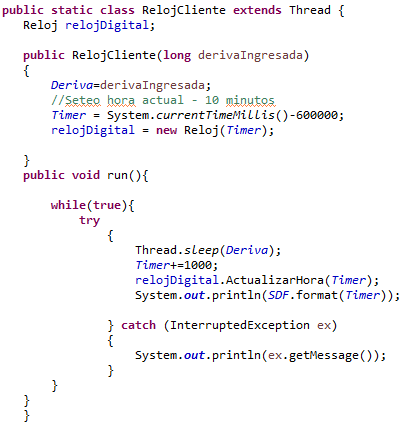 public static class RelojCliente extends Thread {
Reloj relojDigital;
public RelojCliente(long derivaIngresada)
{
Deriva=derivaIngresada;
//Seteo hora actual - 10 minutos
Timer = System.currentTimeMillis()-600000;
relojDigital = new Reloj(Timer);
}
public void run(){
while(true){
try
{
Thread.sleep(Deriva);
Timer+=1000;
relojDigital.ActualizarHora(Timer);
System.out.println(SDF.format(Timer));
} catch (InterruptedException ex)
{
System.out.println(ex.getMessage());
}
}
}
}